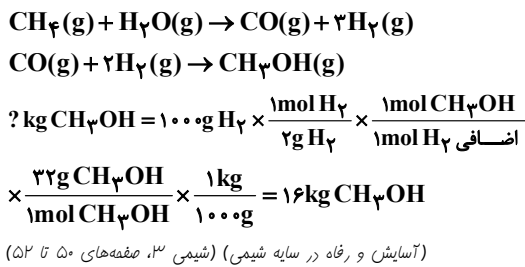 CH۴(g)+H۲O(g)→CO(g)+۳H۲(g)
CO(g)+۲H۲(g)→CH۳OH(g)
?kg CH۳OH=۱۰۰۰g H۲×۱mol H۲/۲g H۲×۱mol CH۳OH/۱mol H۲ اضافی
×۳۲g CH۳OH/۱mol CH۳OH×۱kg/۱۰۰۰g=۱۶kg CH۳OH
(آسایش و رفاه در سایه شیمی) (شیمی ۳، صفحه‌های ۵۰ تا ۵۲)